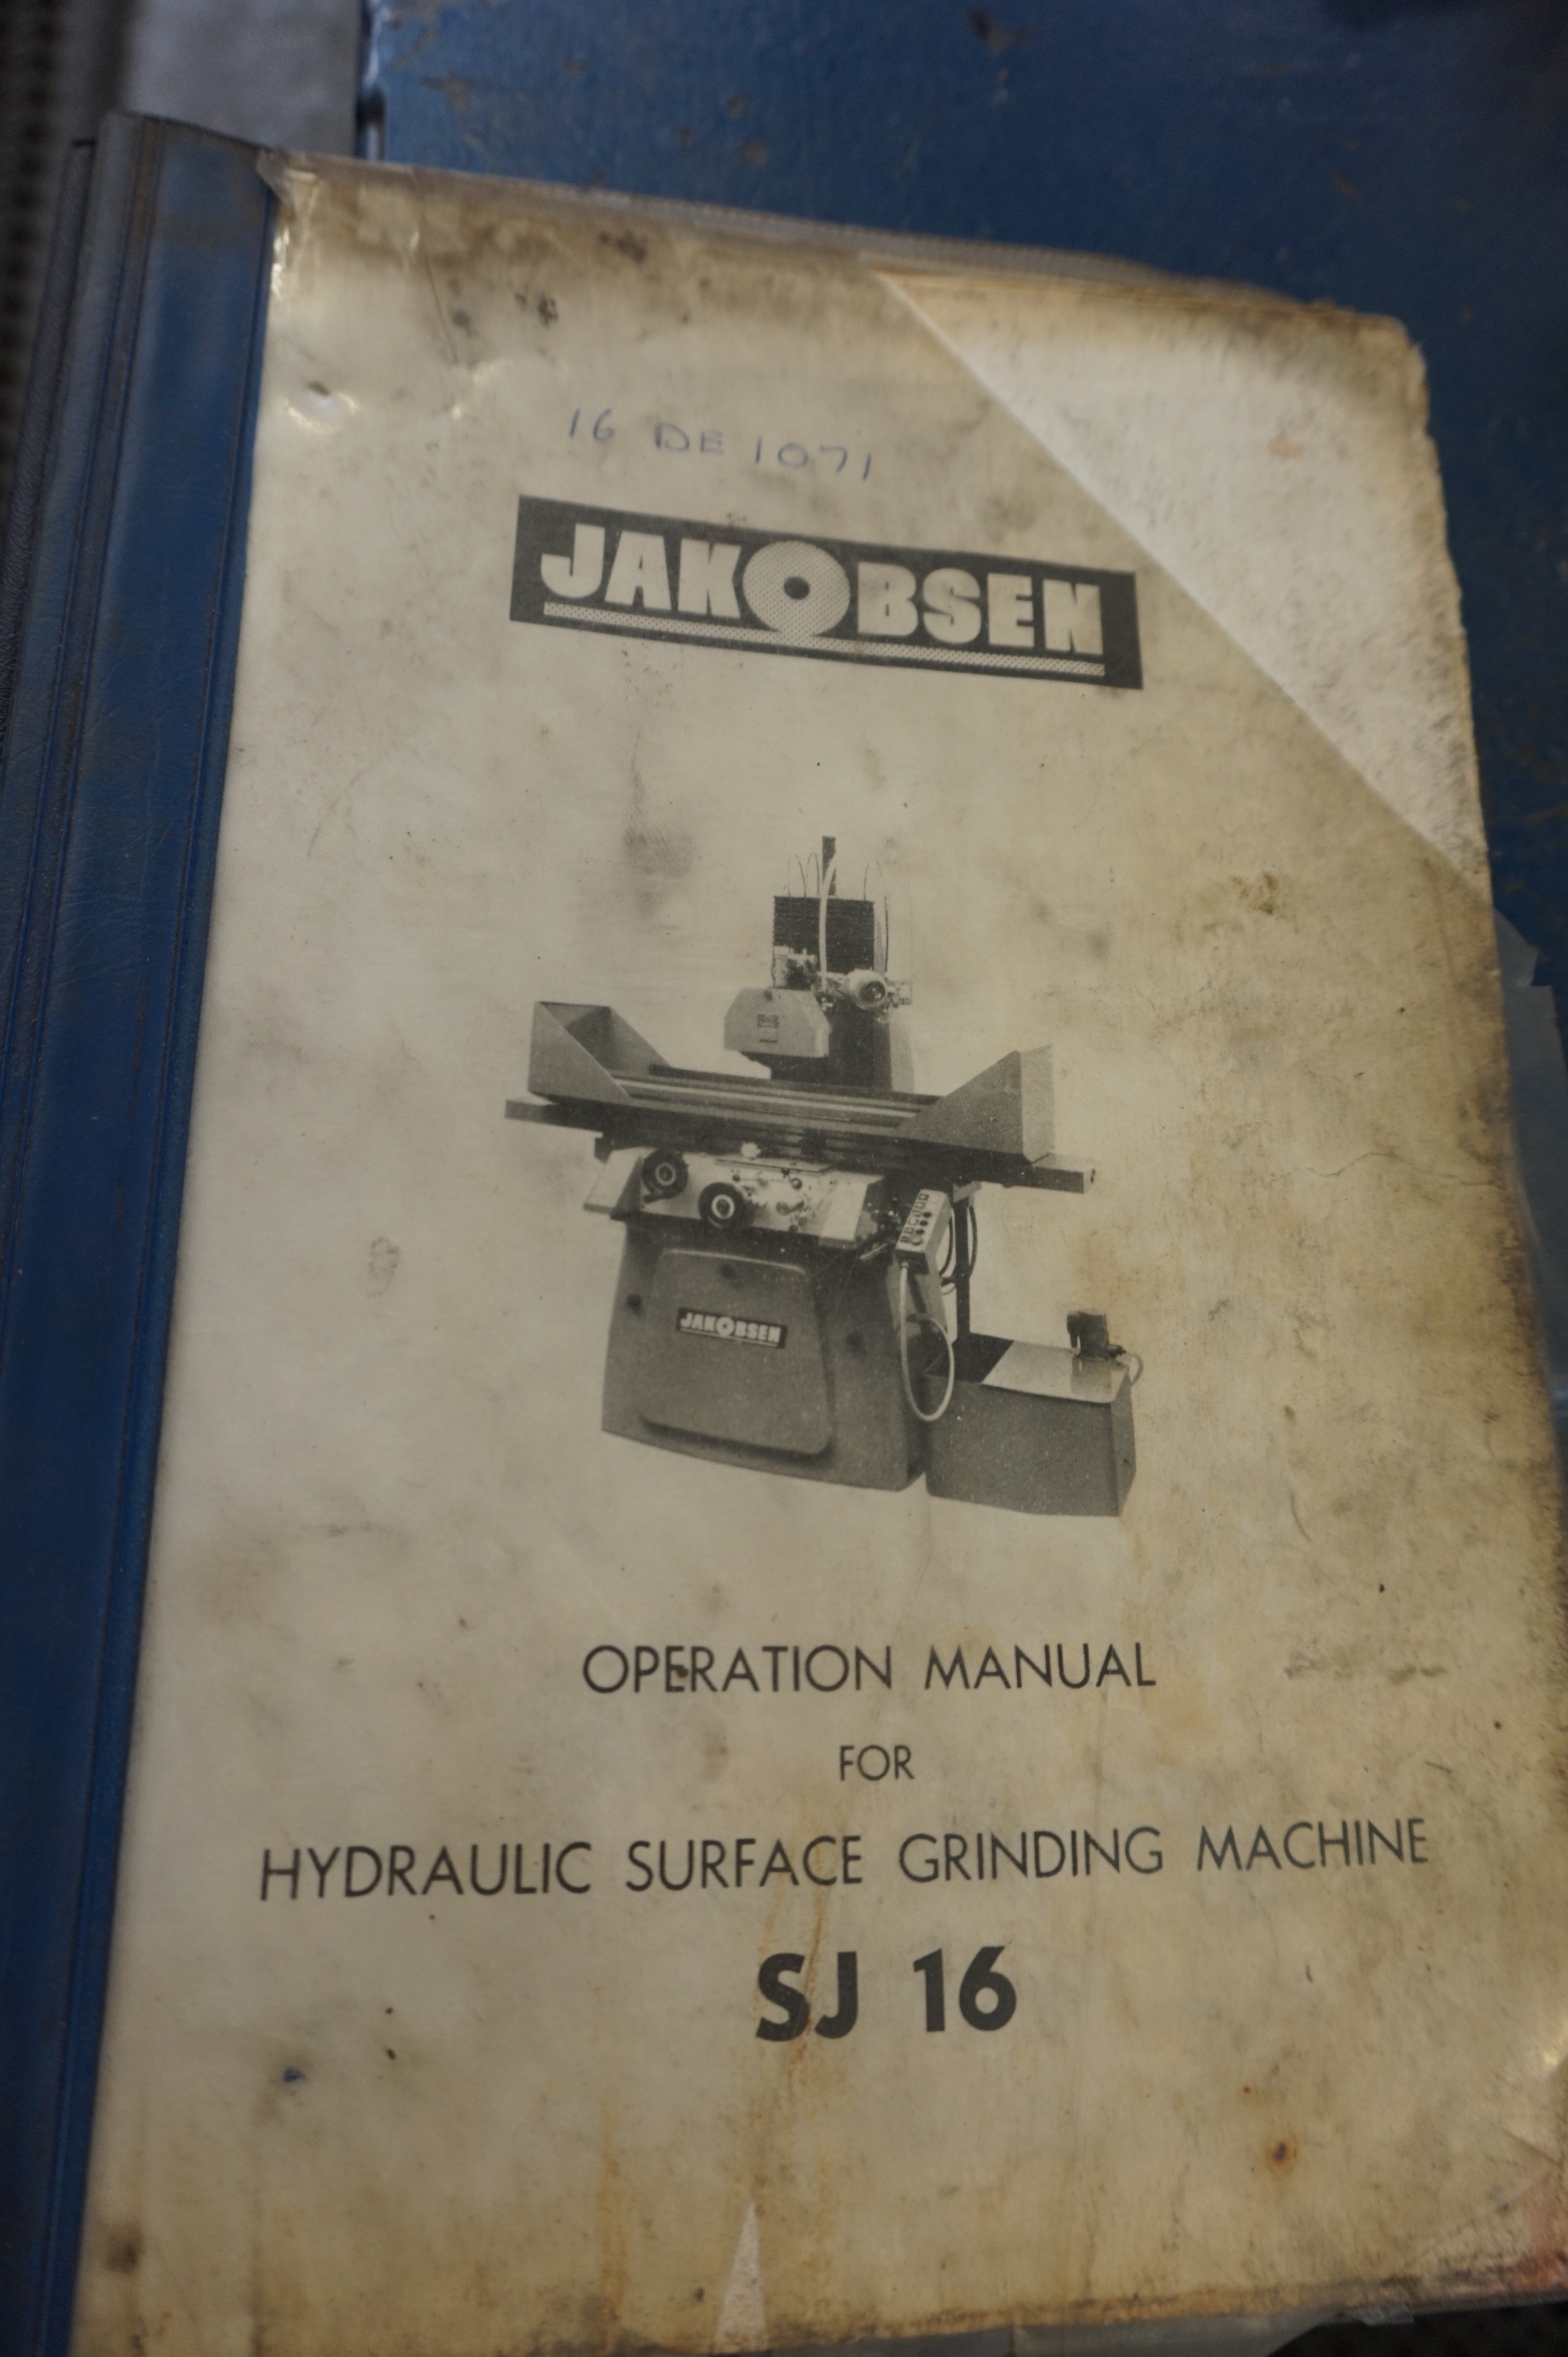 16 DE 1071
JAKOBSEN
JAKOBSEN
OPERATION MANUAL
FOR
HYDRAULIC SURFACE GRINDING MACHINE
SJ 16